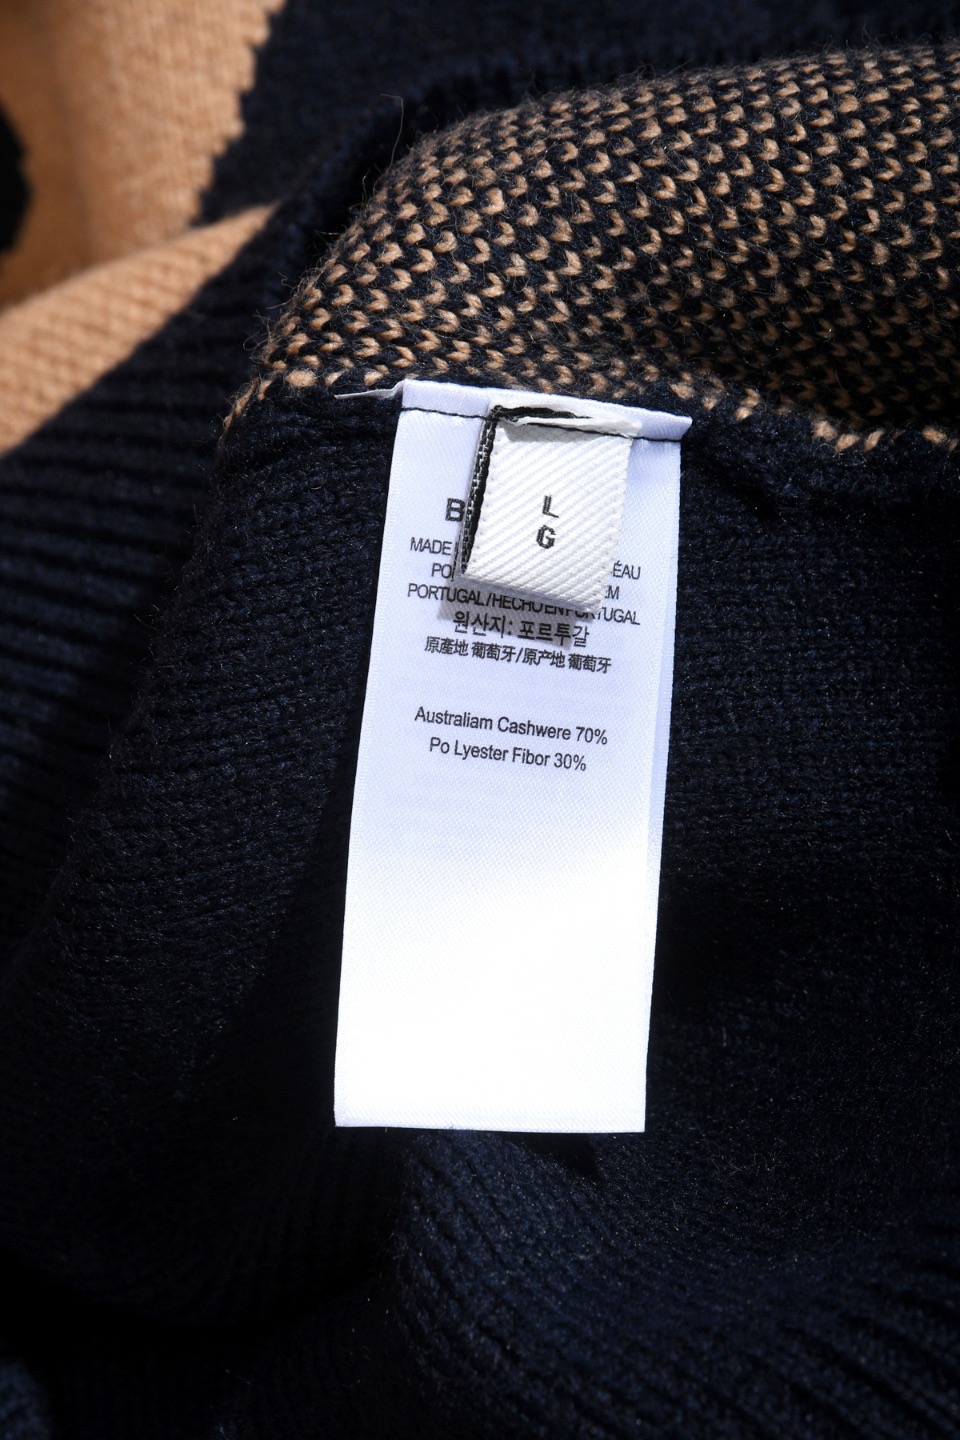 L
G
B
MADE ÉAU
PO EM
PORTUGAL/HECHO EN PORTUGAL
원산지: 포르투갈
原產地 葡萄牙/原产地 葡萄牙
Australiam Cashwere 70%
Po Lyester Fibor 30%